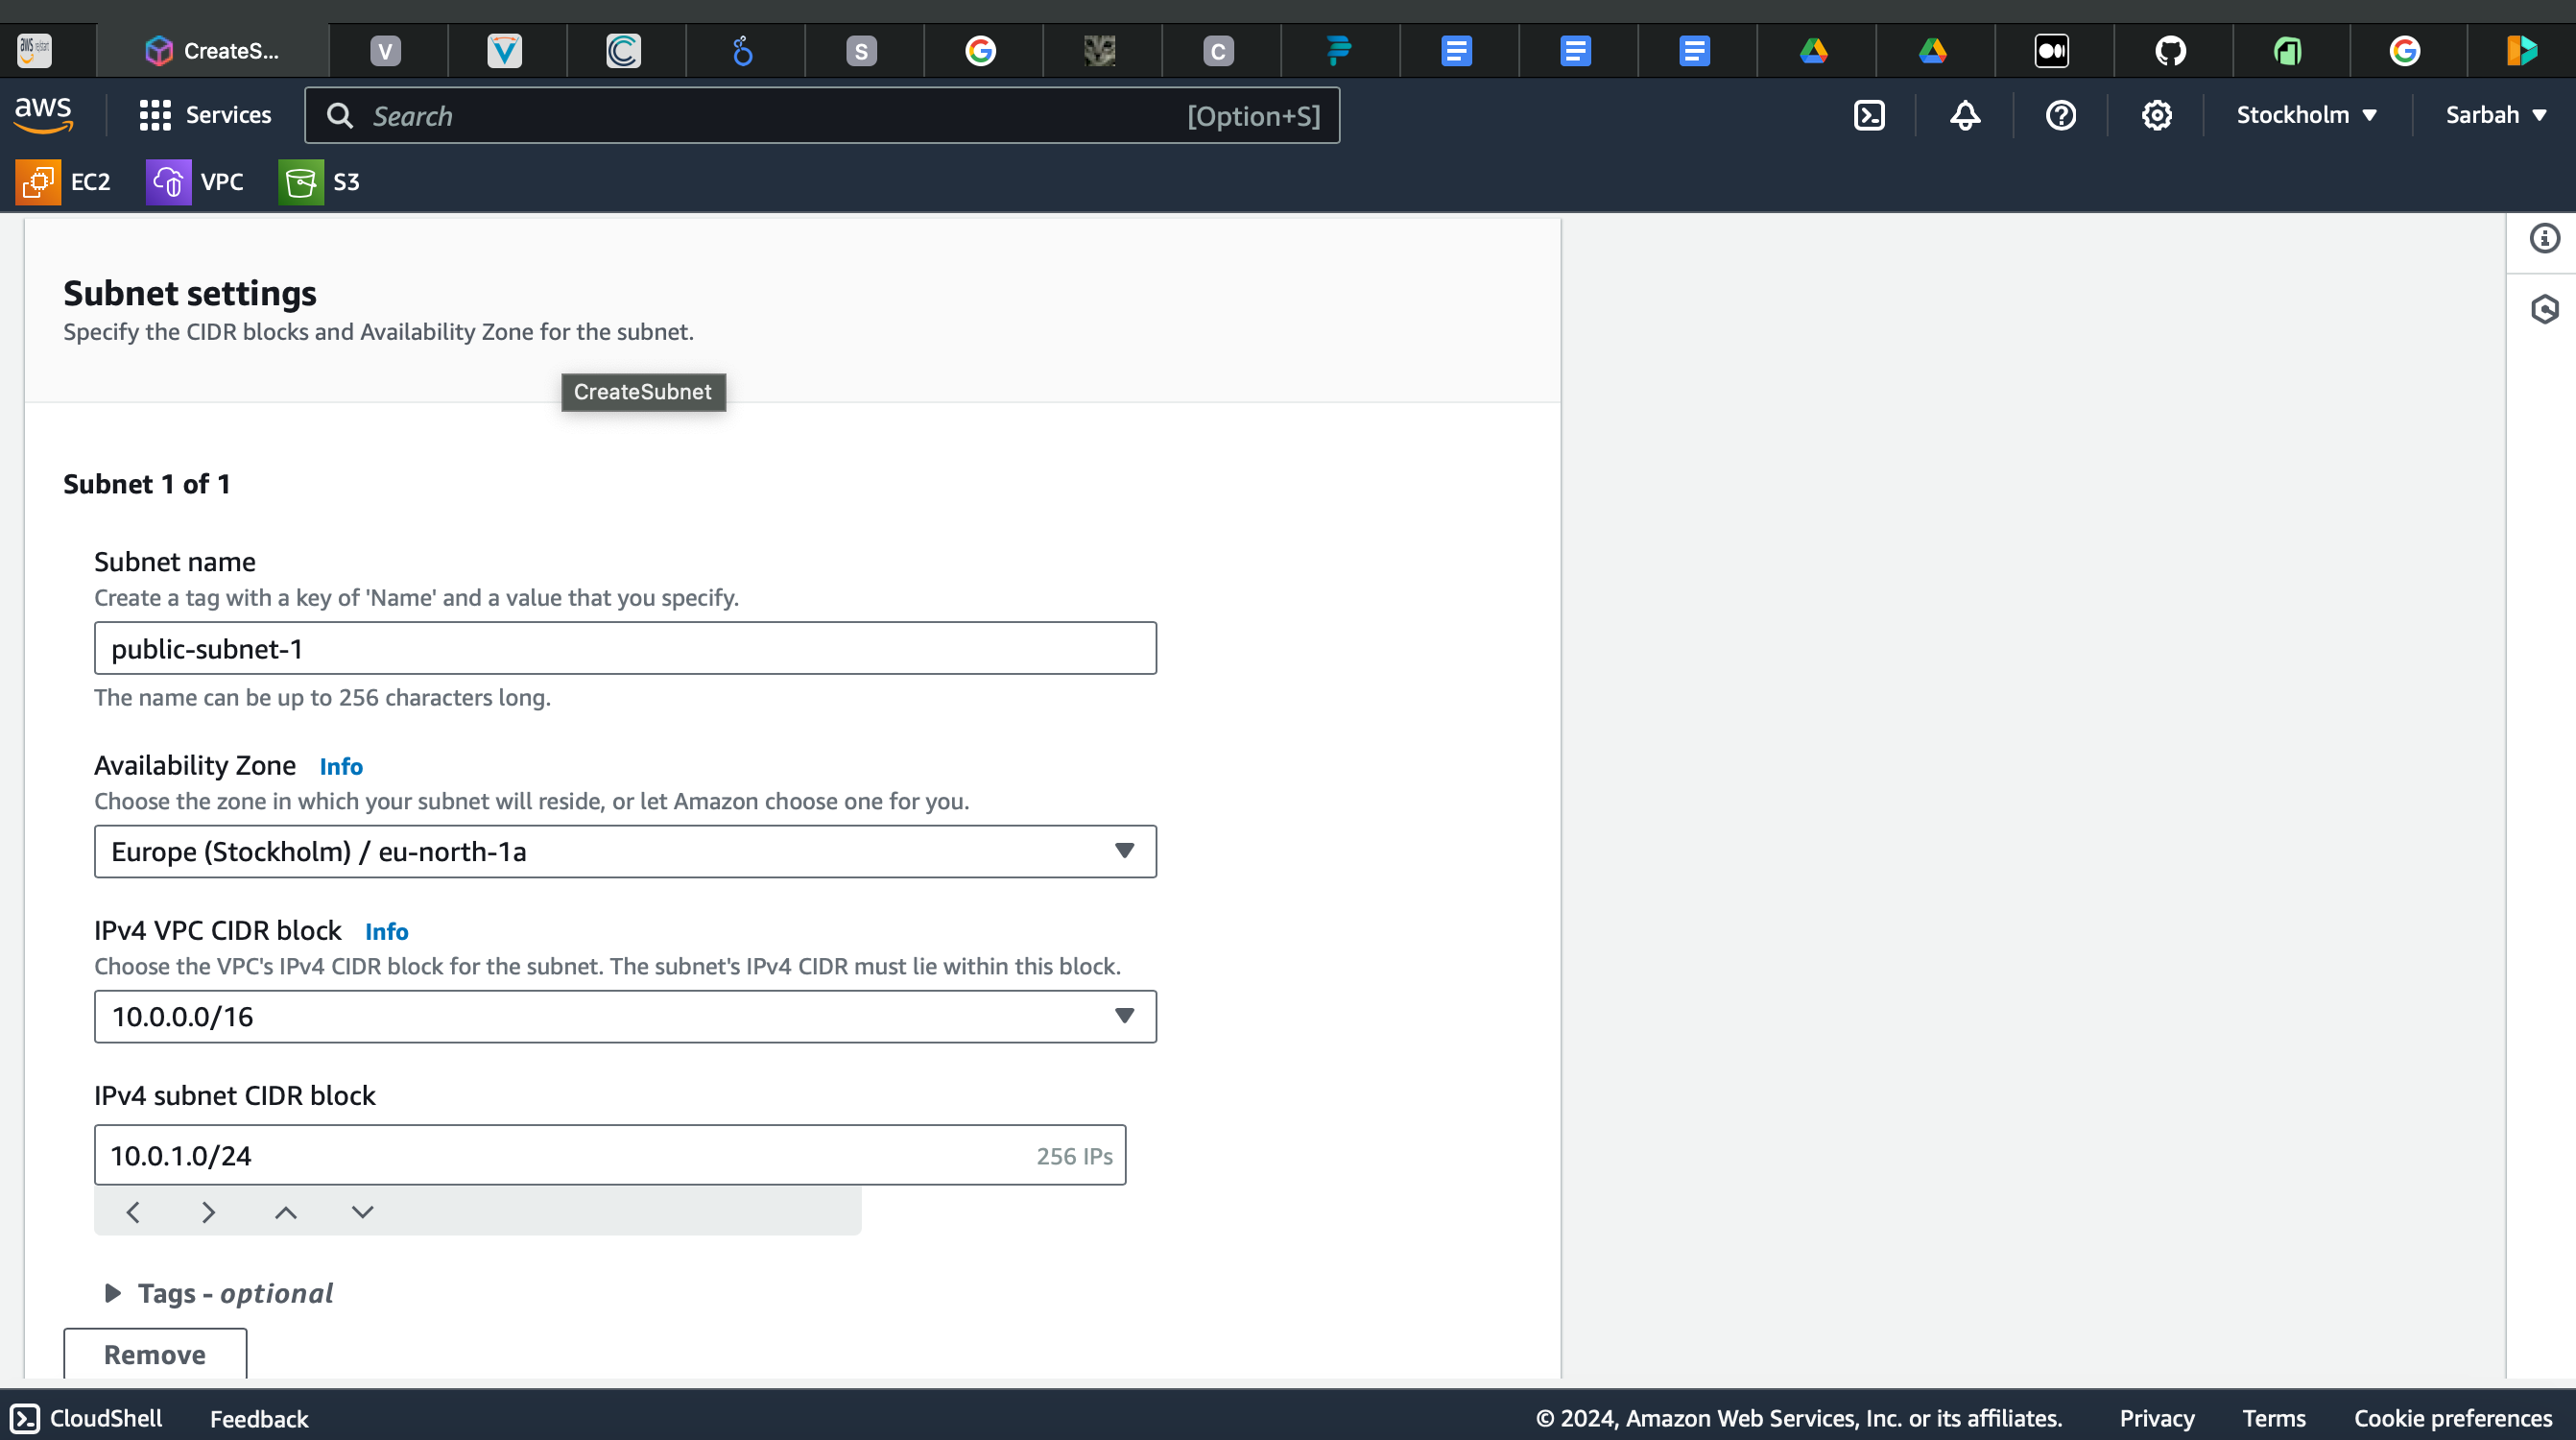 CreateS...
V
S
C
aws
Services
Search
[Option+S]
Stockholm
Sarbah
EC2
VPC
S3
Subnet settings
Specify the CIDR blocks and Availability Zone for the subnet.
CreateSubnet
Subnet 1 of 1
Subnet name
Create a tag with a key of 'Name' and a value that you specify.
public-subnet-1
The name can be up to 256 characters long.
Availability Zone Info
Choose the zone in which your subnet will reside, or let Amazon choose one for you.
Europe (Stockholm) / eu-north-1a
IPv4 VPC CIDR block Info
Choose the VPC's IPv4 CIDR block for the subnet. The subnet's IPv4 CIDR must lie within this block.
10.0.0.0/16
IPv4 subnet CIDR block
10.0.1.0/24
256 IPs
Tags - optional
Remove
CloudShell
Feedback
© 2024, Amazon Web Services, Inc. or its affiliates.
Privacy
Terms
Cookie preferences